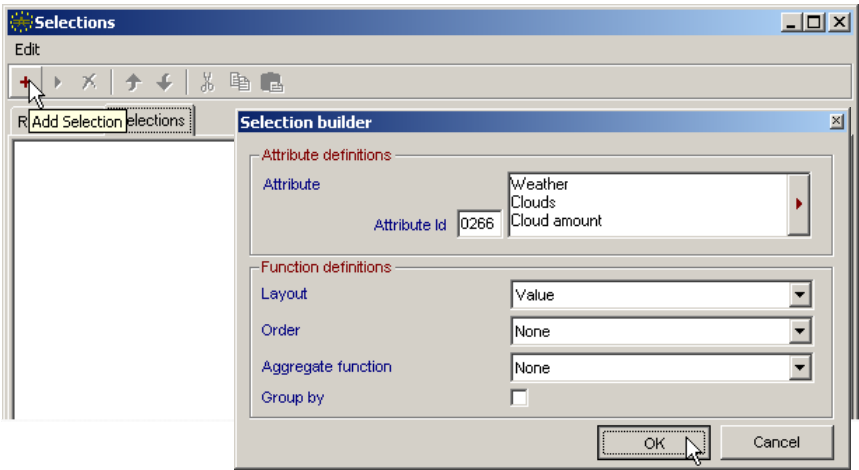 Selections
Edit
Add Selection
elections
Selection builder
Attribute definitions
Attribute
Weather
Clouds
Cloud amount
Attribute Id 0266
Function definitions
Layout Value
Order None
Aggregate function None
Group by
OK Cancel